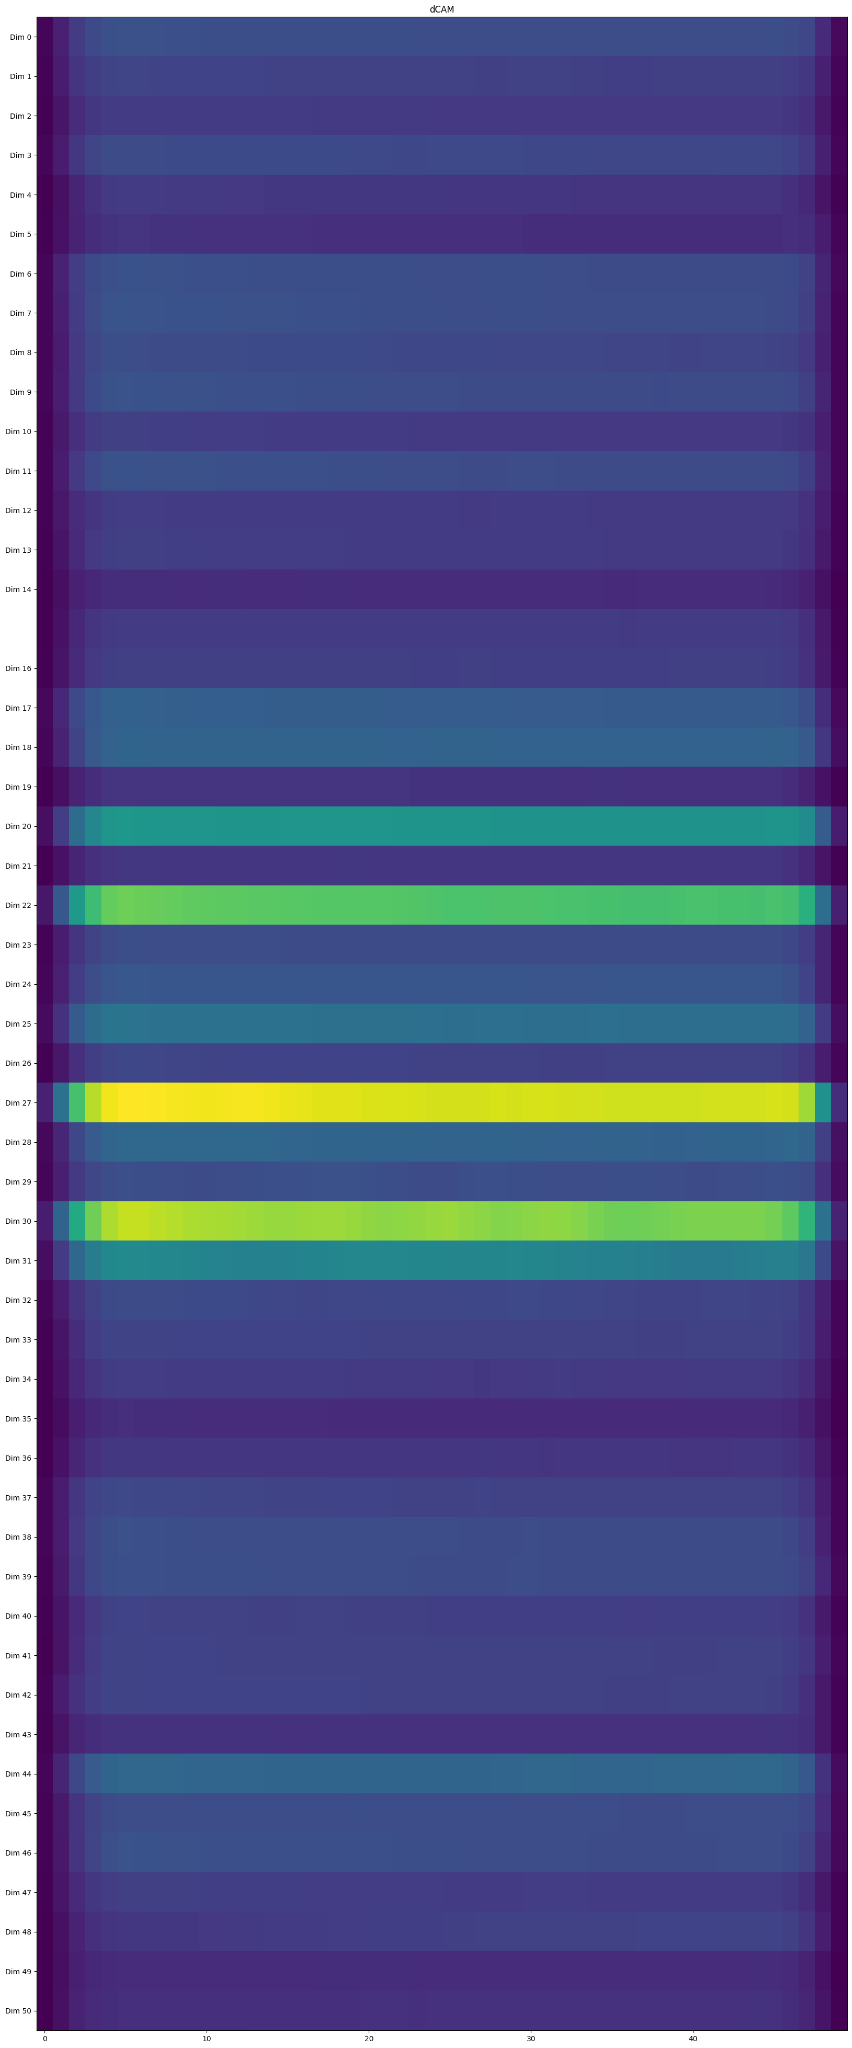 dCAM
Dim 0
Dim 1
Dim 2
Dim 3
Dim 4
Dim 5
Dim 6
Dim 7
Dim 8
Dim 9
Dim 10
Dim 11
Dim 12
Dim 13
Dim 14
Dim 16
Dim 17
Dim 18
Dim 19
Dim 20
Dim 21
Dim 22
Dim 23
Dim 24
Dim 25
Dim 26
Dim 27
Dim 28
Dim 29
Dim 30
Dim 31
Dim 32
Dim 33
Dim 34
Dim 35
Dim 36
Dim 37
Dim 38
Dim 39
Dim 40
Dim 41
Dim 42
Dim 43
Dim 44
Dim 45
Dim 46
Dim 47
Dim 48
Dim 49
Dim 50
0 10 20 30 40